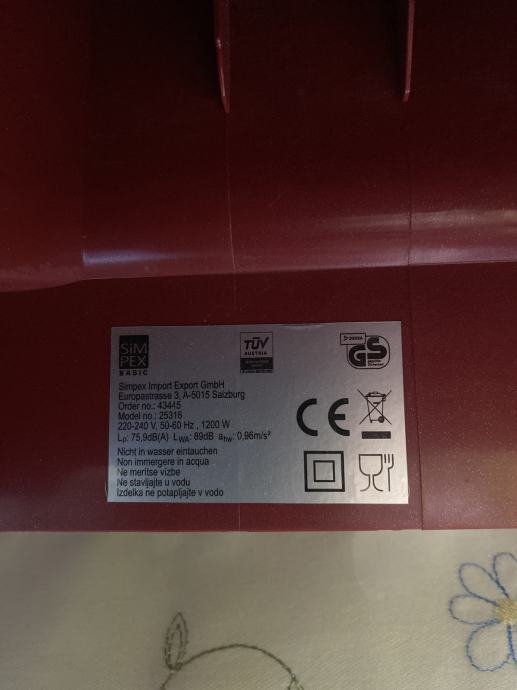 SiM
PEX
BASIC
TÜV
AUSTRIA
GS
Simpex Import Export GmbH
Europastrasse 3, A-5015 Salzburg
Order no.: 43445
Model no.: 25316
220-240 V, 50-60 Hz , 1200 W
Lp: 75,9dB(A) LWA: 89dB ahw: 0,96m/s²
CE
Nicht in wasser eintauchen
Non immergere in acqua
Ne meritse vízbe
Ne stavljajte u vodu
Izdelka ne potapljajte v vodo